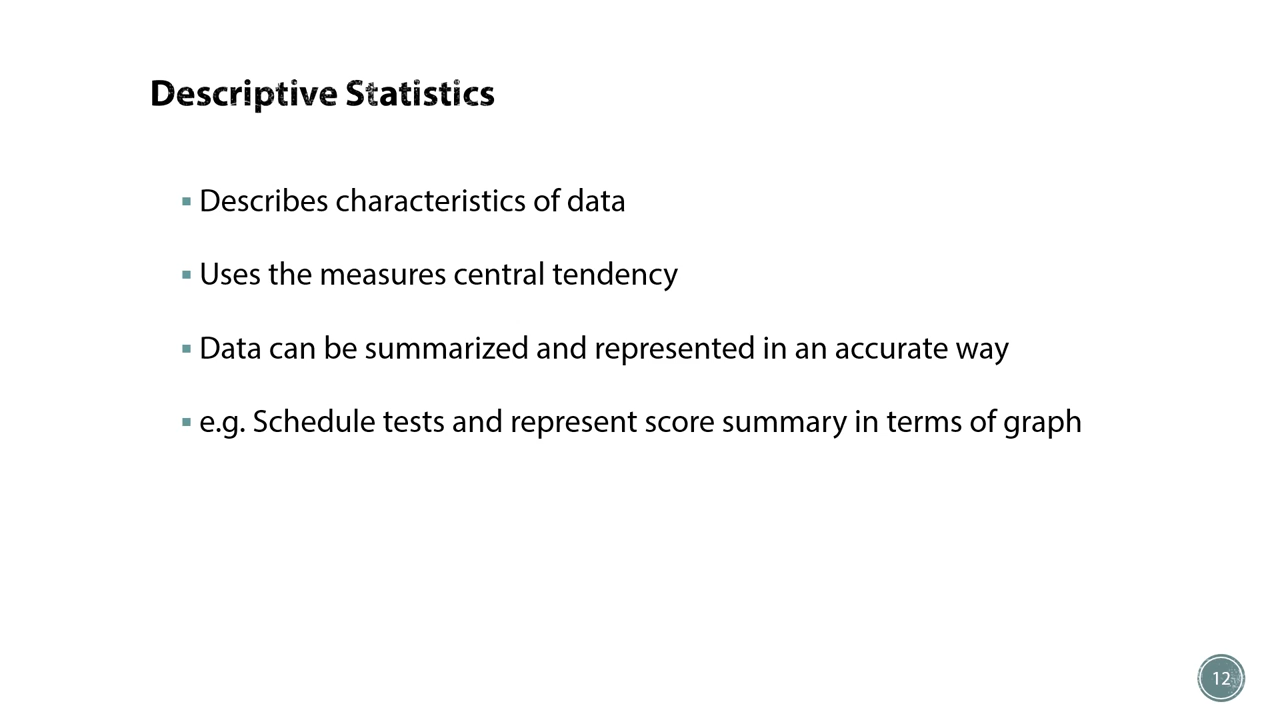 Descriptive Statistics
▪ Describes characteristics of data
▪ Uses the measures central tendency
▪ Data can be summarized and represented in an accurate way
▪ e.g. Schedule tests and represent score summary in terms of graph
12